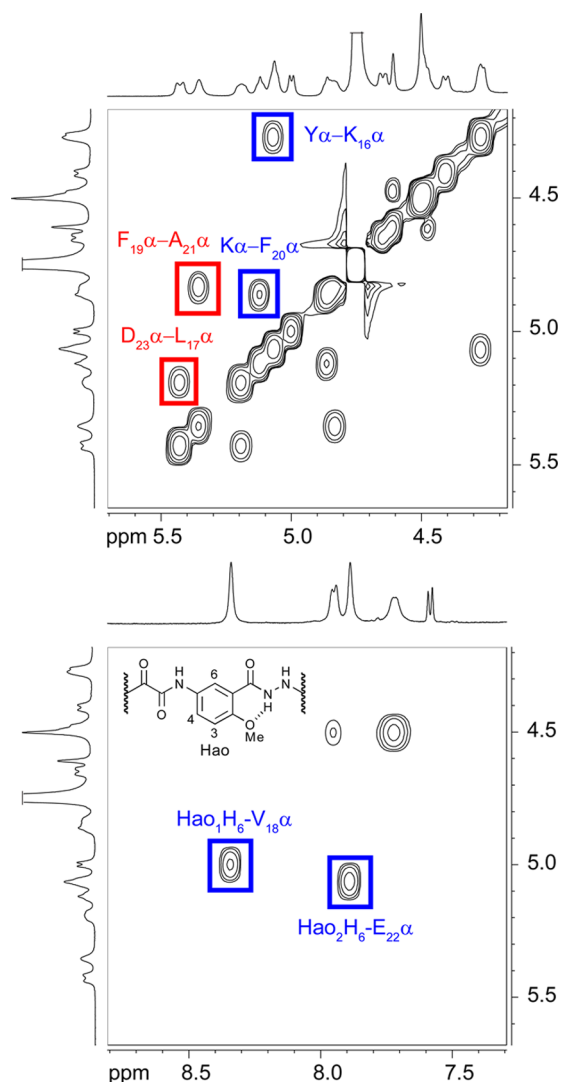 Yα–K₁₆α
F₁₉α–A₂₁α
Kα–F₂₀α
D₂₃α–L₁₇α
4.5
5.0
5.5
ppm 5.5 5.0 4.5
O
H
N
6
O
H
N–N
H
O
4
3
O
Me
Hao
4.5
Hao₁H₆-V₁₈α
5.0
Hao₂H₆-E₂₂α
5.5
ppm 8.5 8.0 7.5